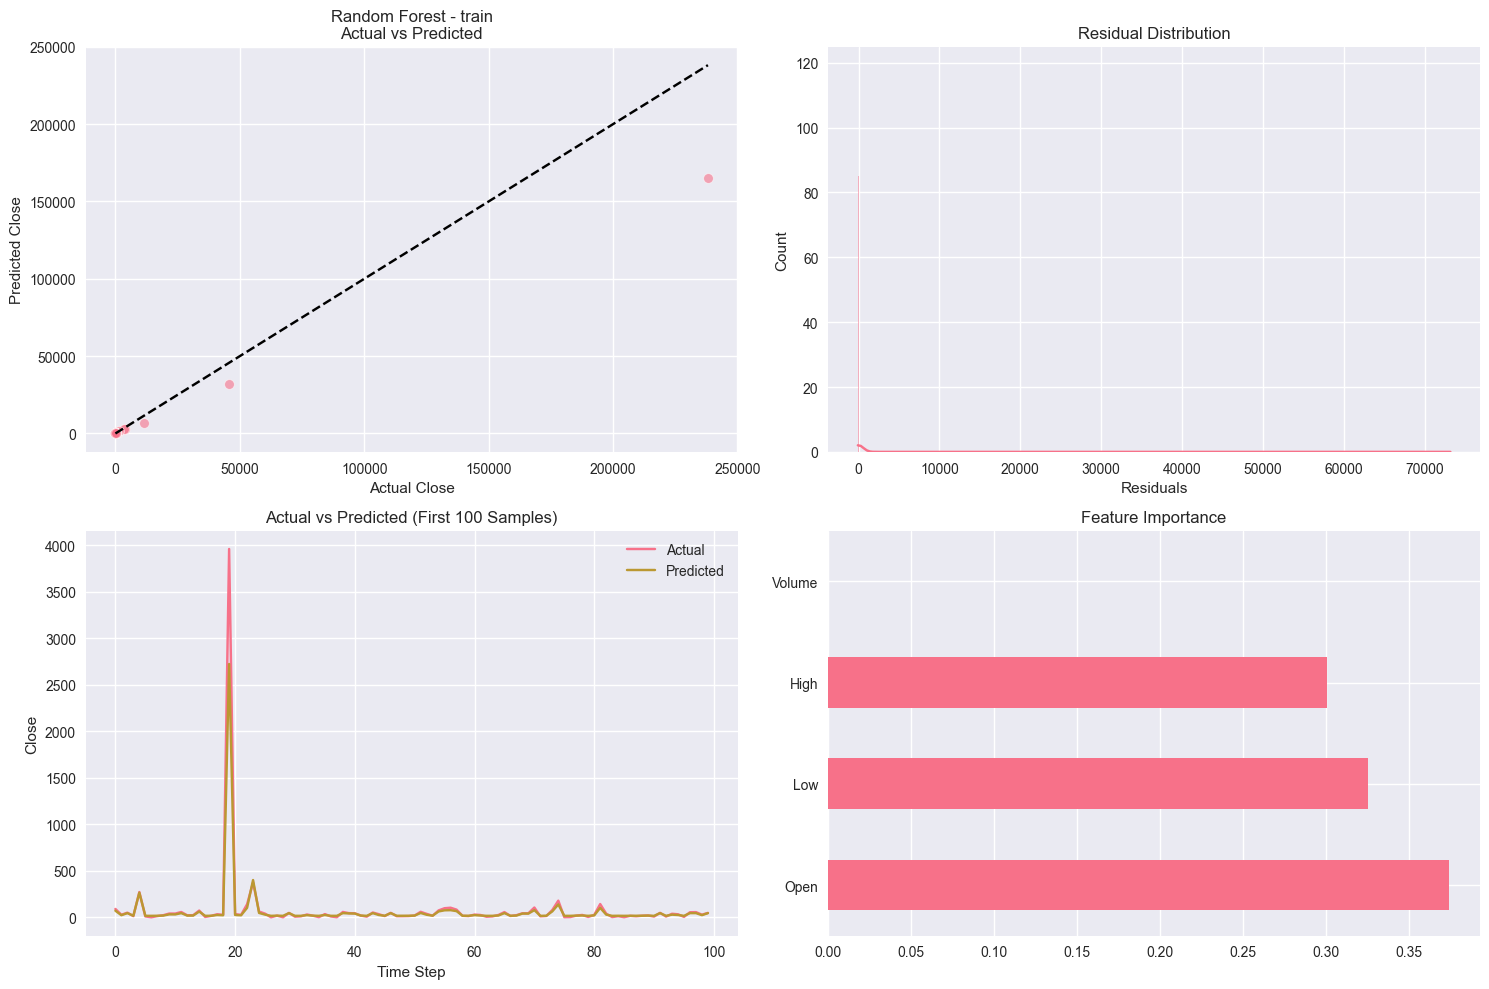 Random Forest - train
Actual vs Predicted
250000
200000
150000
100000
50000
0
Predicted Close
0
50000
100000
150000
200000
250000
Actual Close
Residual Distribution
120
100
80
60
40
20
0
Count
0
10000
20000
30000
40000
50000
60000
70000
Residuals
Actual vs Predicted (First 100 Samples)
Actual
Predicted
4000
3500
3000
2500
2000
1500
1000
500
0
Close
0
20
40
60
80
100
Time Step
Feature Importance
Volume
High
Low
Open
0.00
0.05
0.10
0.15
0.20
0.25
0.30
0.35